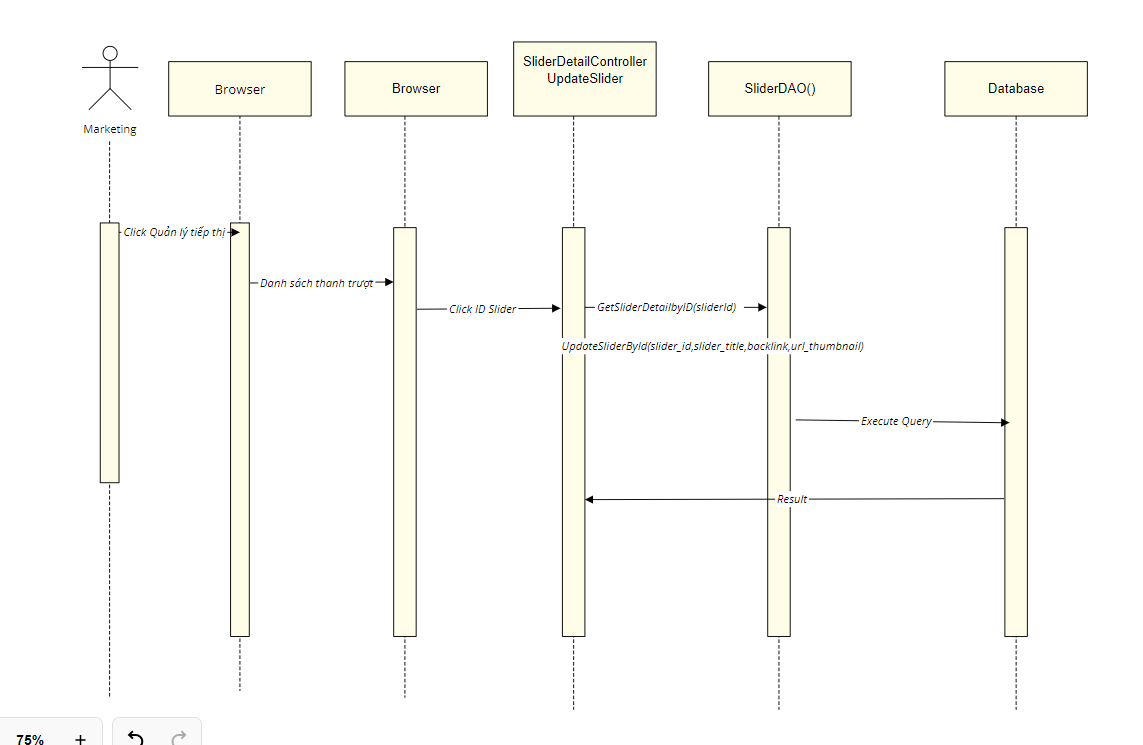 SliderDetailController
UpdateSlider
Browser
Browser
SliderDAO()
Database
Marketing
Click Quản lý tiếp thị
Danh sách thanh trượt
Click ID Slider
GetSliderDetailbyID(sliderId)
UpdateSliderById(slider_id,slider_title,backlink,url_thumbnail)
Execute Query
Result
75% +